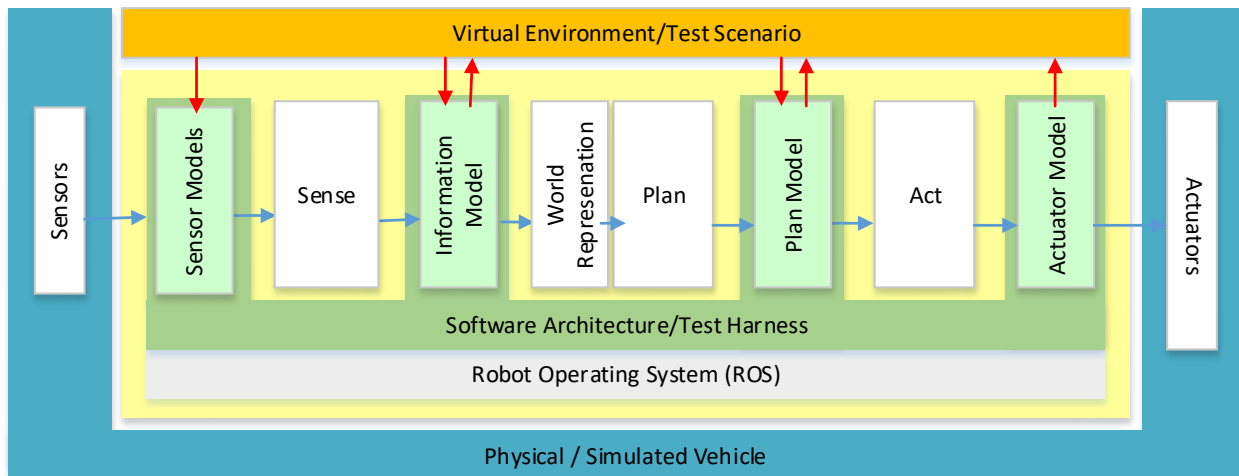 Virtual Environment/Test Scenario
Sensors
Sensor Models
Sense
Information
Model
World
Represenation
Plan
Plan Model
Act
Actuator Model
Actuators
Software Architecture/Test Harness
Robot Operating System (ROS)
Physical / Simulated Vehicle